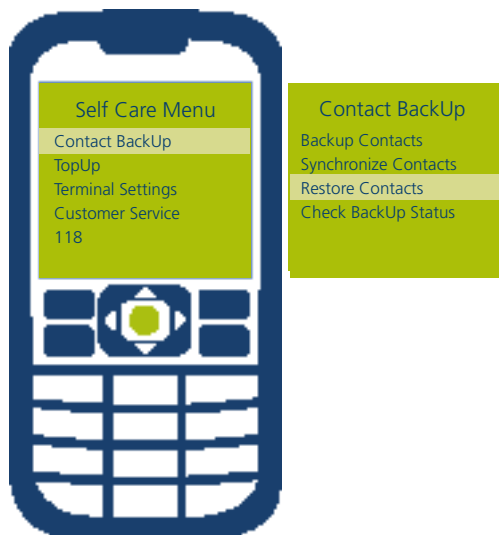 Self Care Menu
Contact BackUp
TopUp
Terminal Settings
Customer Service
118
Contact BackUp
Backup Contacts
Synchronize Contacts
Restore Contacts
Check BackUp Status